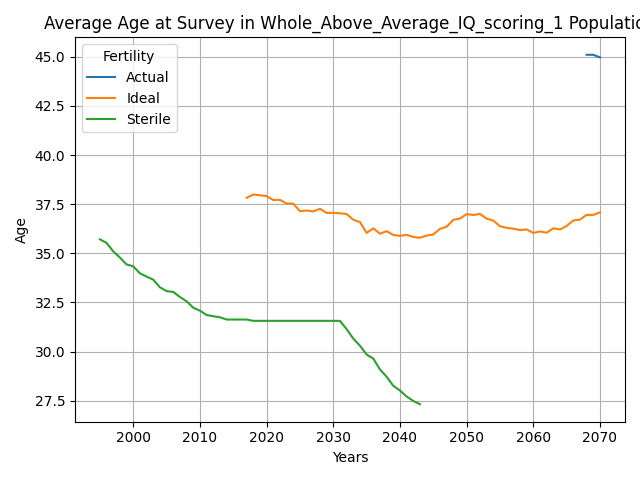 Average Age at Survey in Whole_Above_Average_IQ_scoring_1 Populati
Fertility
Actual
Ideal
Sterile
45.0
42.5
40.0
37.5
35.0
32.5
30.0
27.5
Age
2000 2010 2020 2030 2040 2050 2060 2070
Years